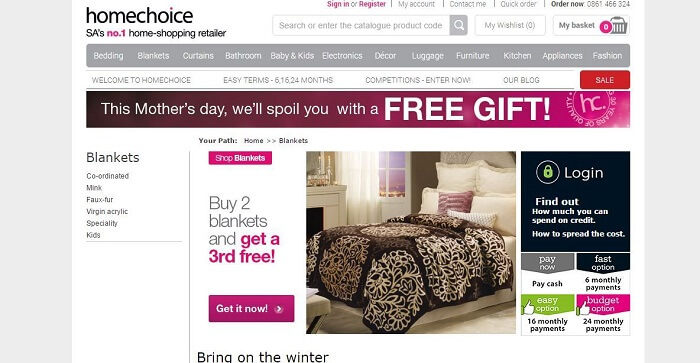 Sign in or Register | My account | Contact me | Quick order | Order now: 0861 466 324
homechoice
SA's no.1 home-shopping retailer
Search or enter the catalogue product code
My Wishlist (0)
My basket 0
Bedding Blankets Curtains Bathroom Baby & Kids Electronics Décor Luggage Furniture Kitchen Appliances Fashion
WELCOME TO HOMECHOICE EASY TERMS - 6,16,24 MONTHS COMPETITIONS - ENTER NOW! OUR BLOG SALE
This Mother's day, we'll spoil you with a FREE GIFT!
hc.
30 YEARS OF QUALITY
Your Path: Home >> Blankets
Blankets
Co-ordinated
Mink
Faux-fur
Virgin acrylic
Speciality
Kids
Shop Blankets
Buy 2
blankets
and get a
3rd free!
Get it now!
Login
Find out
How much you can
spend on credit.
How to spread the cost.
pay
now
Pay cash
fast
option
6 monthly
payments
easy
option
16 monthly
payments
budget
option
24 monthly
payments
Bring on the winter